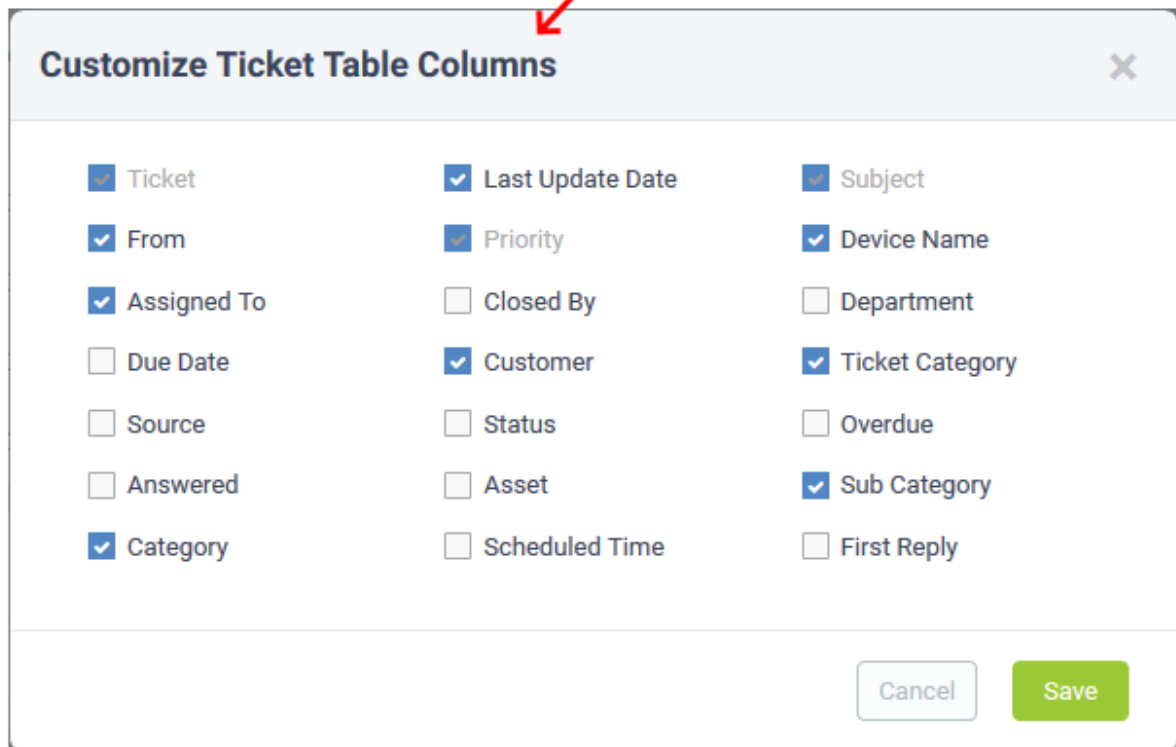 Customize Ticket Table Columns
Ticket Last Update Date Subject
From Priority Device Name
Assigned To Closed By Department
Due Date Customer Ticket Category
Source Status Overdue
Answered Asset Sub Category
Category Scheduled Time First Reply
Cancel Save